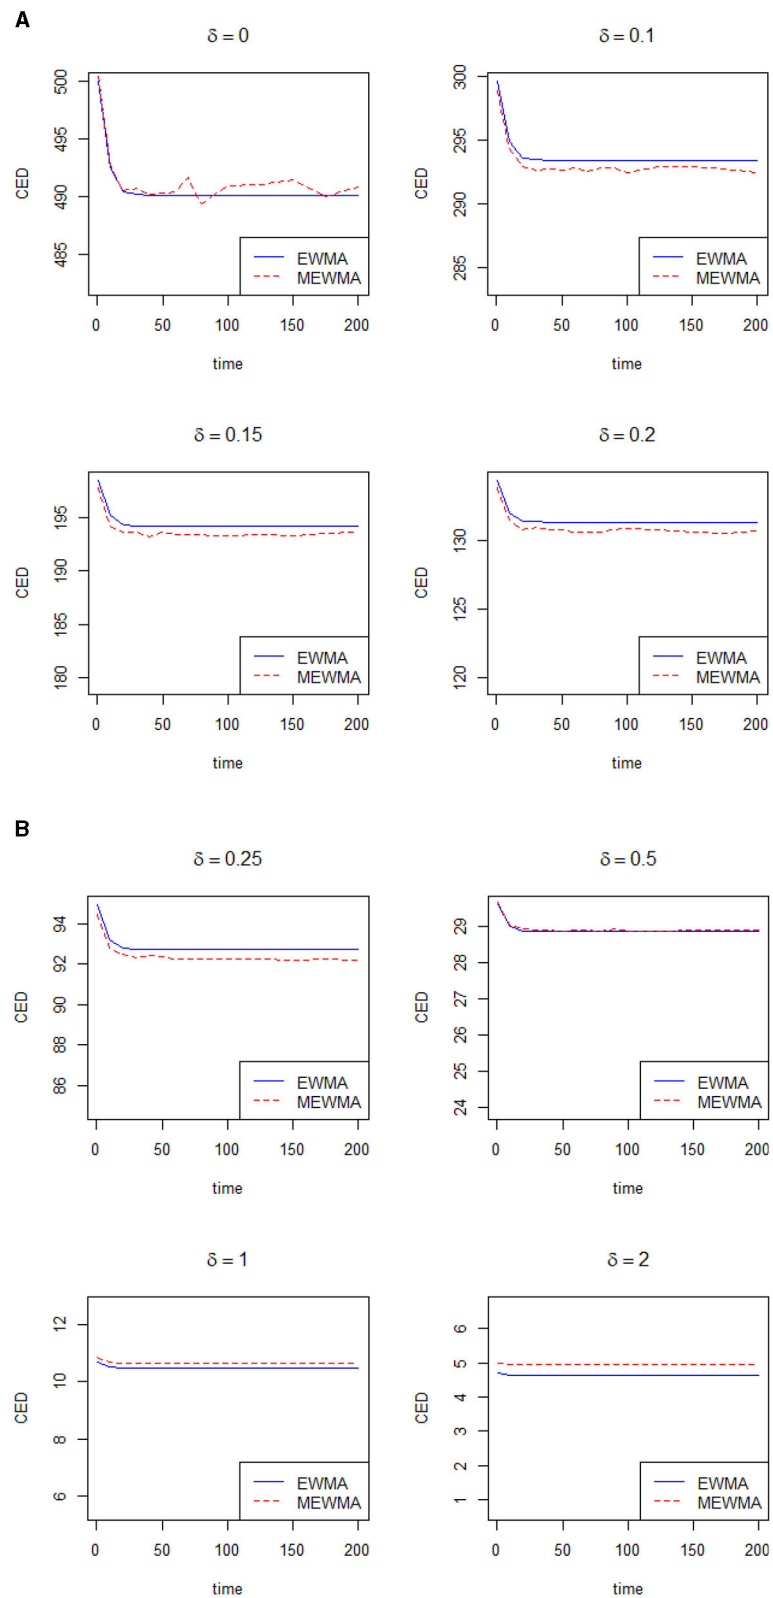 A
δ = 0
CED
485 490 495 500
EWMA
MEWMA
0 50 100 150 200
time
δ = 0.1
CED
285 290 295 300
EWMA
MEWMA
0 50 100 150 200
time
δ = 0.15
CED
180 185 190 195
EWMA
MEWMA
0 50 100 150 200
time
δ = 0.2
CED
120 125 130
EWMA
MEWMA
0 50 100 150 200
time
B
δ = 0.25
CED
86 88 90 92 94
EWMA
MEWMA
0 50 100 150 200
time
δ = 0.5
CED
24 25 26 27 28 29
EWMA
MEWMA
0 50 100 150 200
time
δ = 1
CED
6 8 10 12
EWMA
MEWMA
0 50 100 150 200
time
δ = 2
CED
1 2 3 4 5 6
EWMA
MEWMA
0 50 100 150 200
time